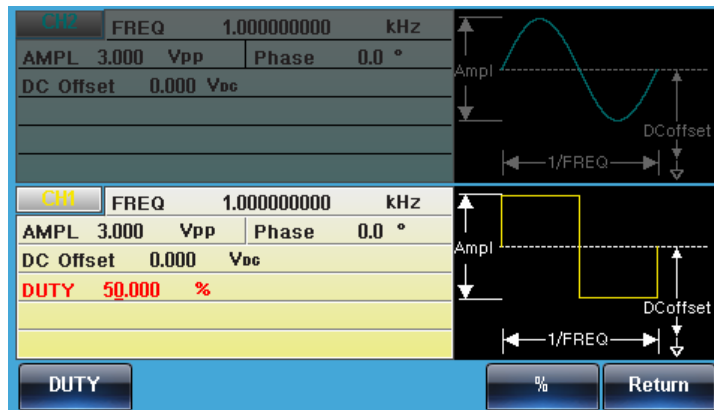 CH2 FREQ 1.000000000 kHz
AMPL 3.000 Vpp Phase 0.0 °
DC Offset 0.000 VDC
Ampl
DCoffset
1/FREQ
CH1 FREQ 1.000000000 kHz
AMPL 3.000 Vpp Phase 0.0 °
DC Offset 0.000 VDC
DUTY 50.000 %
Ampl
DCoffset
1/FREQ
DUTY % Return